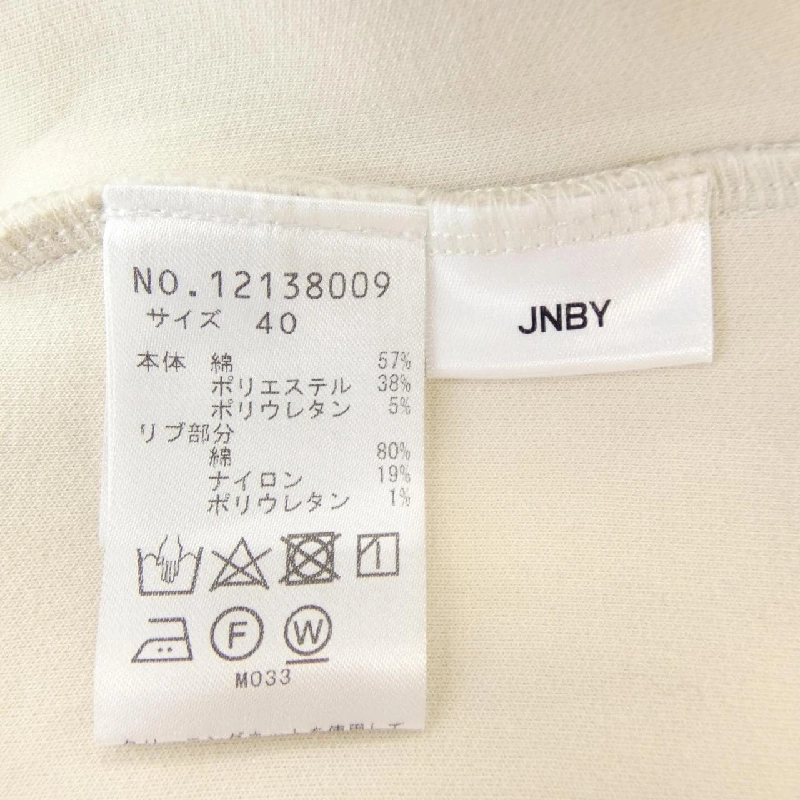 NO.12138009
サイズ 40
本体 綿 57%
ポリエステル 38%
ポリウレタン 5%
リブ部分
綿 80%
ナイロン 19%
ポリウレタン 1%
F W
M033
JNBY